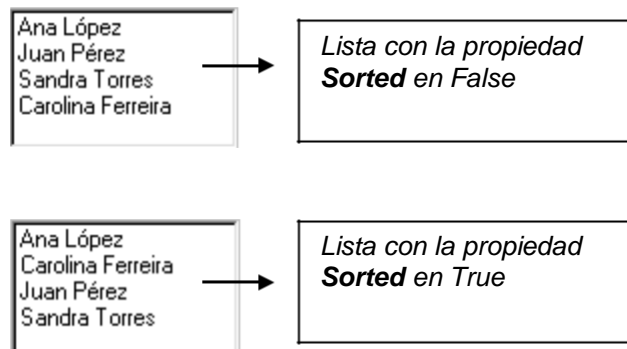 Ana López
Juan Pérez
Sandra Torres
Carolina Ferreira
Lista con la propiedad
Sorted en False
Ana López
Carolina Ferreira
Juan Pérez
Sandra Torres
Lista con la propiedad
Sorted en True